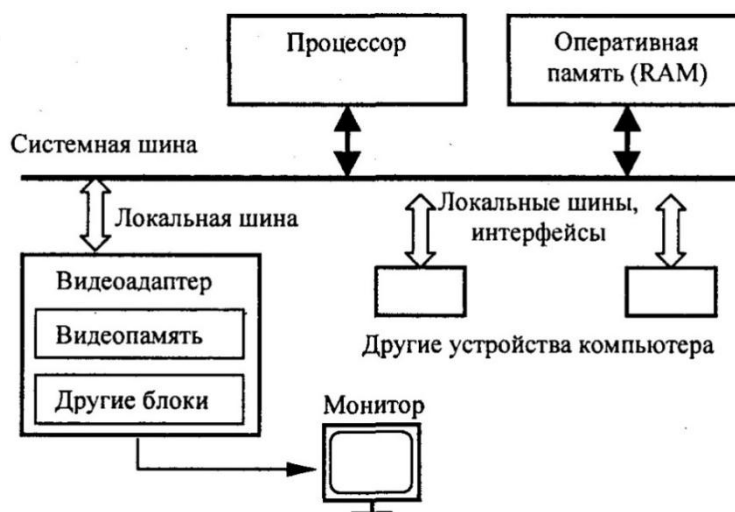 Процессор
Оперативная
память (RAM)
Системная шина
Локальная шина
Локальные шины,
интерфейсы
Видеоадаптер
Видеопамять
Другие блоки
Другие устройства компьютера
Монитор